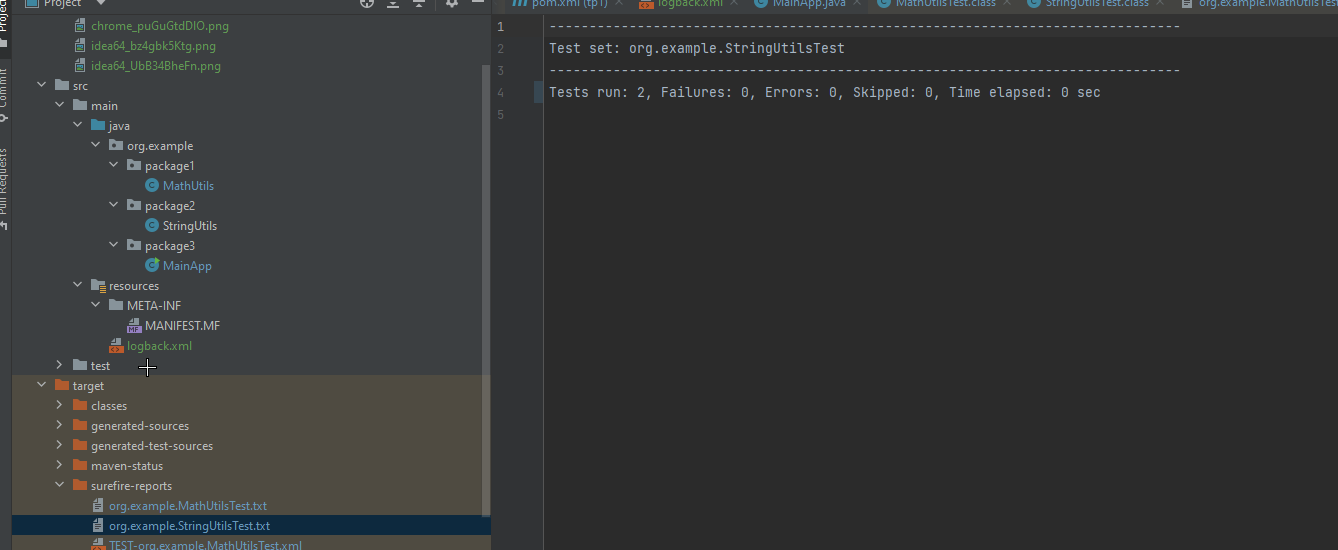 Project
pom.xml (tp1)
logback.xml
MainApp.java
MathUtilsTest.class
StringUtilsTest.class
org.example.MathUtilsTest
Project
Commit
Pull Requests
chrome_puGuGtdDIO.png
idea64_bz4gbk5Ktg.png
idea64_UbB34BheFn.png
src
main
java
org.example
package1
MathUtils
package2
StringUtils
package3
MainApp
resources
META-INF
MANIFEST.MF
logback.xml
test
target
classes
generated-sources
generated-test-sources
maven-status
surefire-reports
org.example.MathUtilsTest.txt
org.example.StringUtilsTest.txt
TEST-org.example.MathUtilsTest.xml
1 -------------------------------------------------------------------------------
2 Test set: org.example.StringUtilsTest
3 -------------------------------------------------------------------------------
4 Tests run: 2, Failures: 0, Errors: 0, Skipped: 0, Time elapsed: 0 sec
5